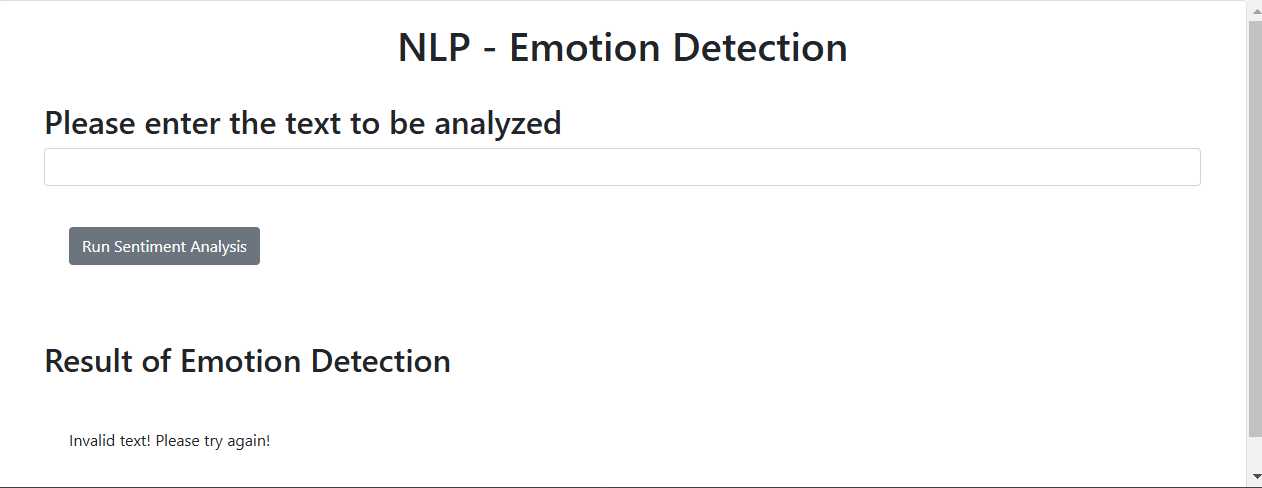 NLP - Emotion Detection
Please enter the text to be analyzed
Run Sentiment Analysis
Result of Emotion Detection
Invalid text! Please try again!